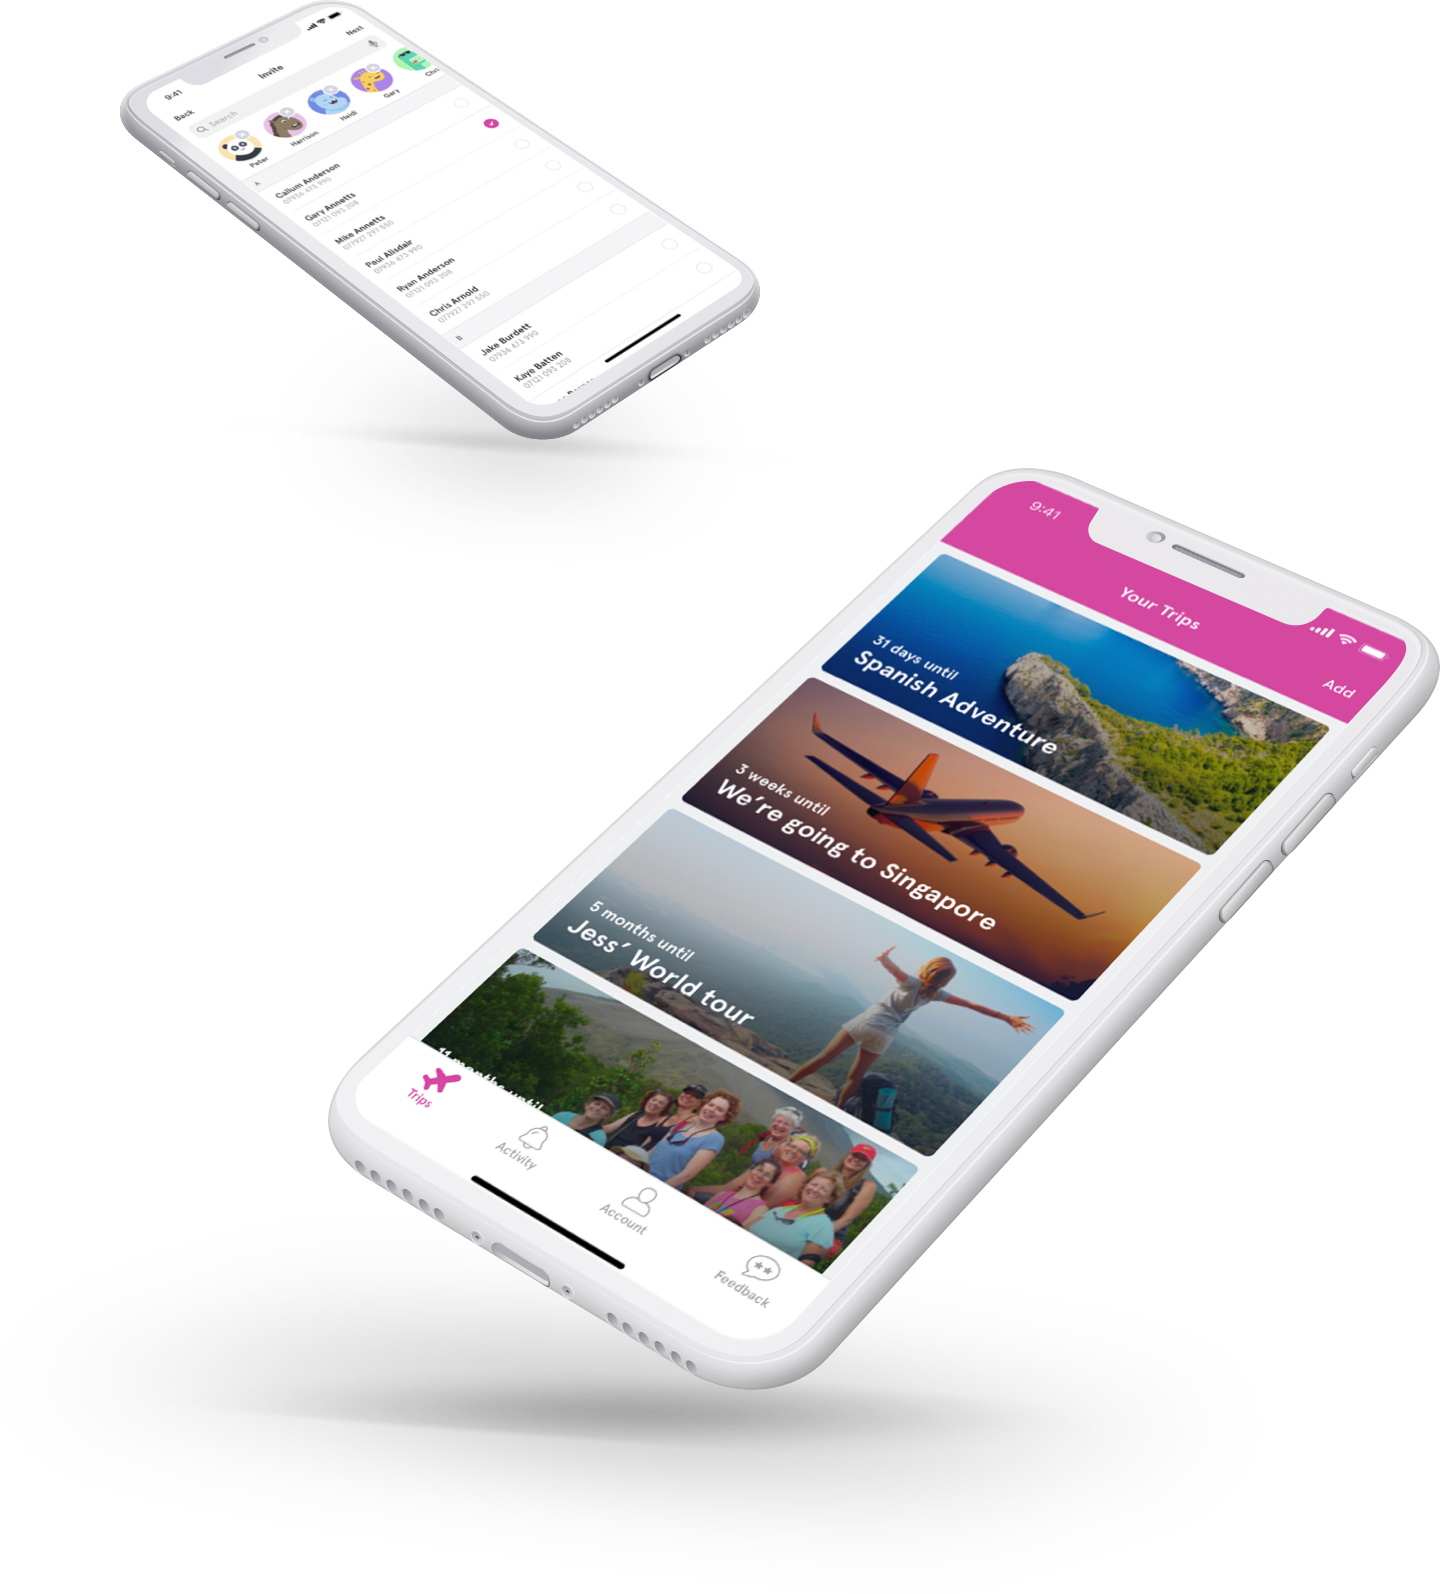 9:41
Back
Invite
Next
Search
Peter
Harrison
Heidi
Gary
Chri
A
Callum Anderson
07936 473 990
Gary Annetts
07121 093 208
Mike Annetts
077927 297 550
Paul Alisdair
07936 473 990
Ryan Anderson
07121 093 208
Chris Arnold
077927 297 550
B
Jake Burdett
07936 473 990
Kaye Batten
07121 093 208
9:41
Your Trips
Add
31 days until
Spanish Adventure
3 weeks until
We're going to Singapore
5 months until
Jess' World tour
11 months until
Trips
Activity
Account
Feedback